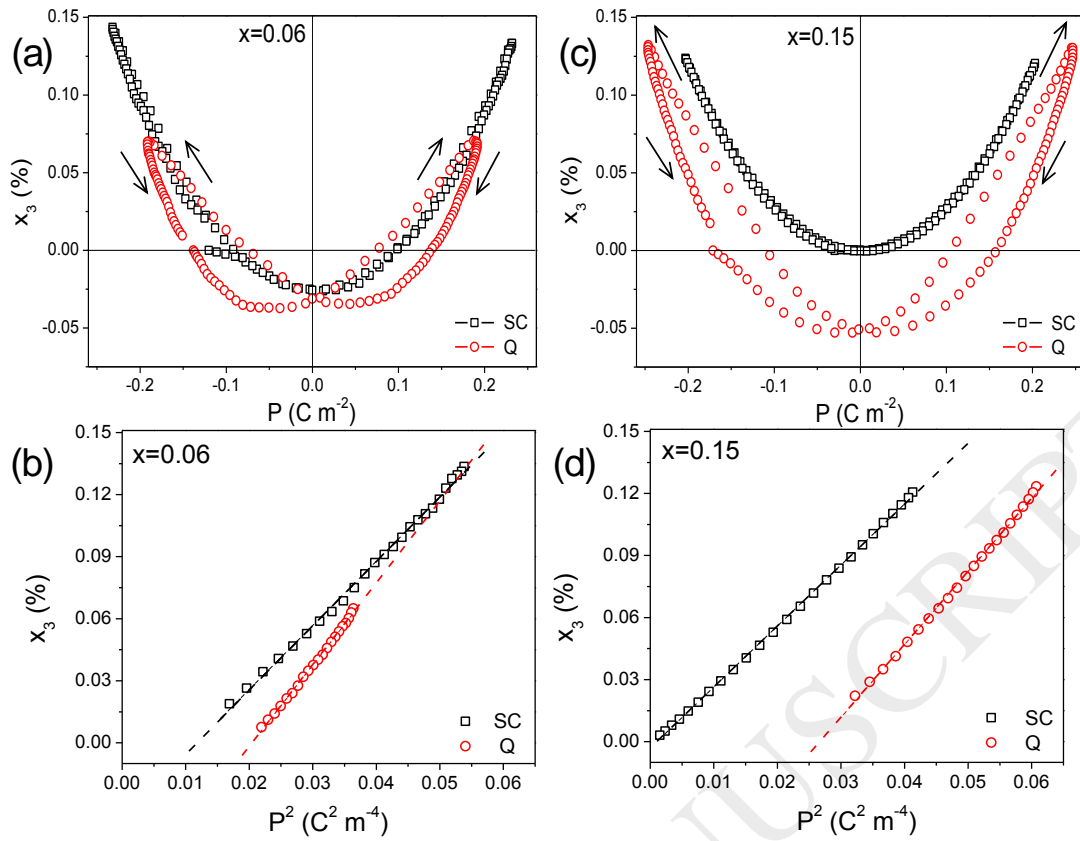 (a)
x=0.06
0.15
0.10
0.05
0.00
-0.05
x₃ (%)
-0.2 -0.1 0.0 0.1 0.2
P (C m⁻²)
SC
Q
(c)
x=0.15
0.15
0.10
0.05
0.00
-0.05
x₃ (%)
-0.2 -0.1 0.0 0.1 0.2
P (C m⁻²)
SC
Q
(b)
x=0.06
0.15
0.12
0.09
0.06
0.03
0.00
x₃ (%)
0.00 0.01 0.02 0.03 0.04 0.05 0.06
P² (C² m⁻⁴)
SC
Q
(d)
x=0.15
0.15
0.12
0.09
0.06
0.03
0.00
x₃ (%)
0.00 0.01 0.02 0.03 0.04 0.05 0.06
P² (C² m⁻⁴)
SC
Q
NUSCRIPT